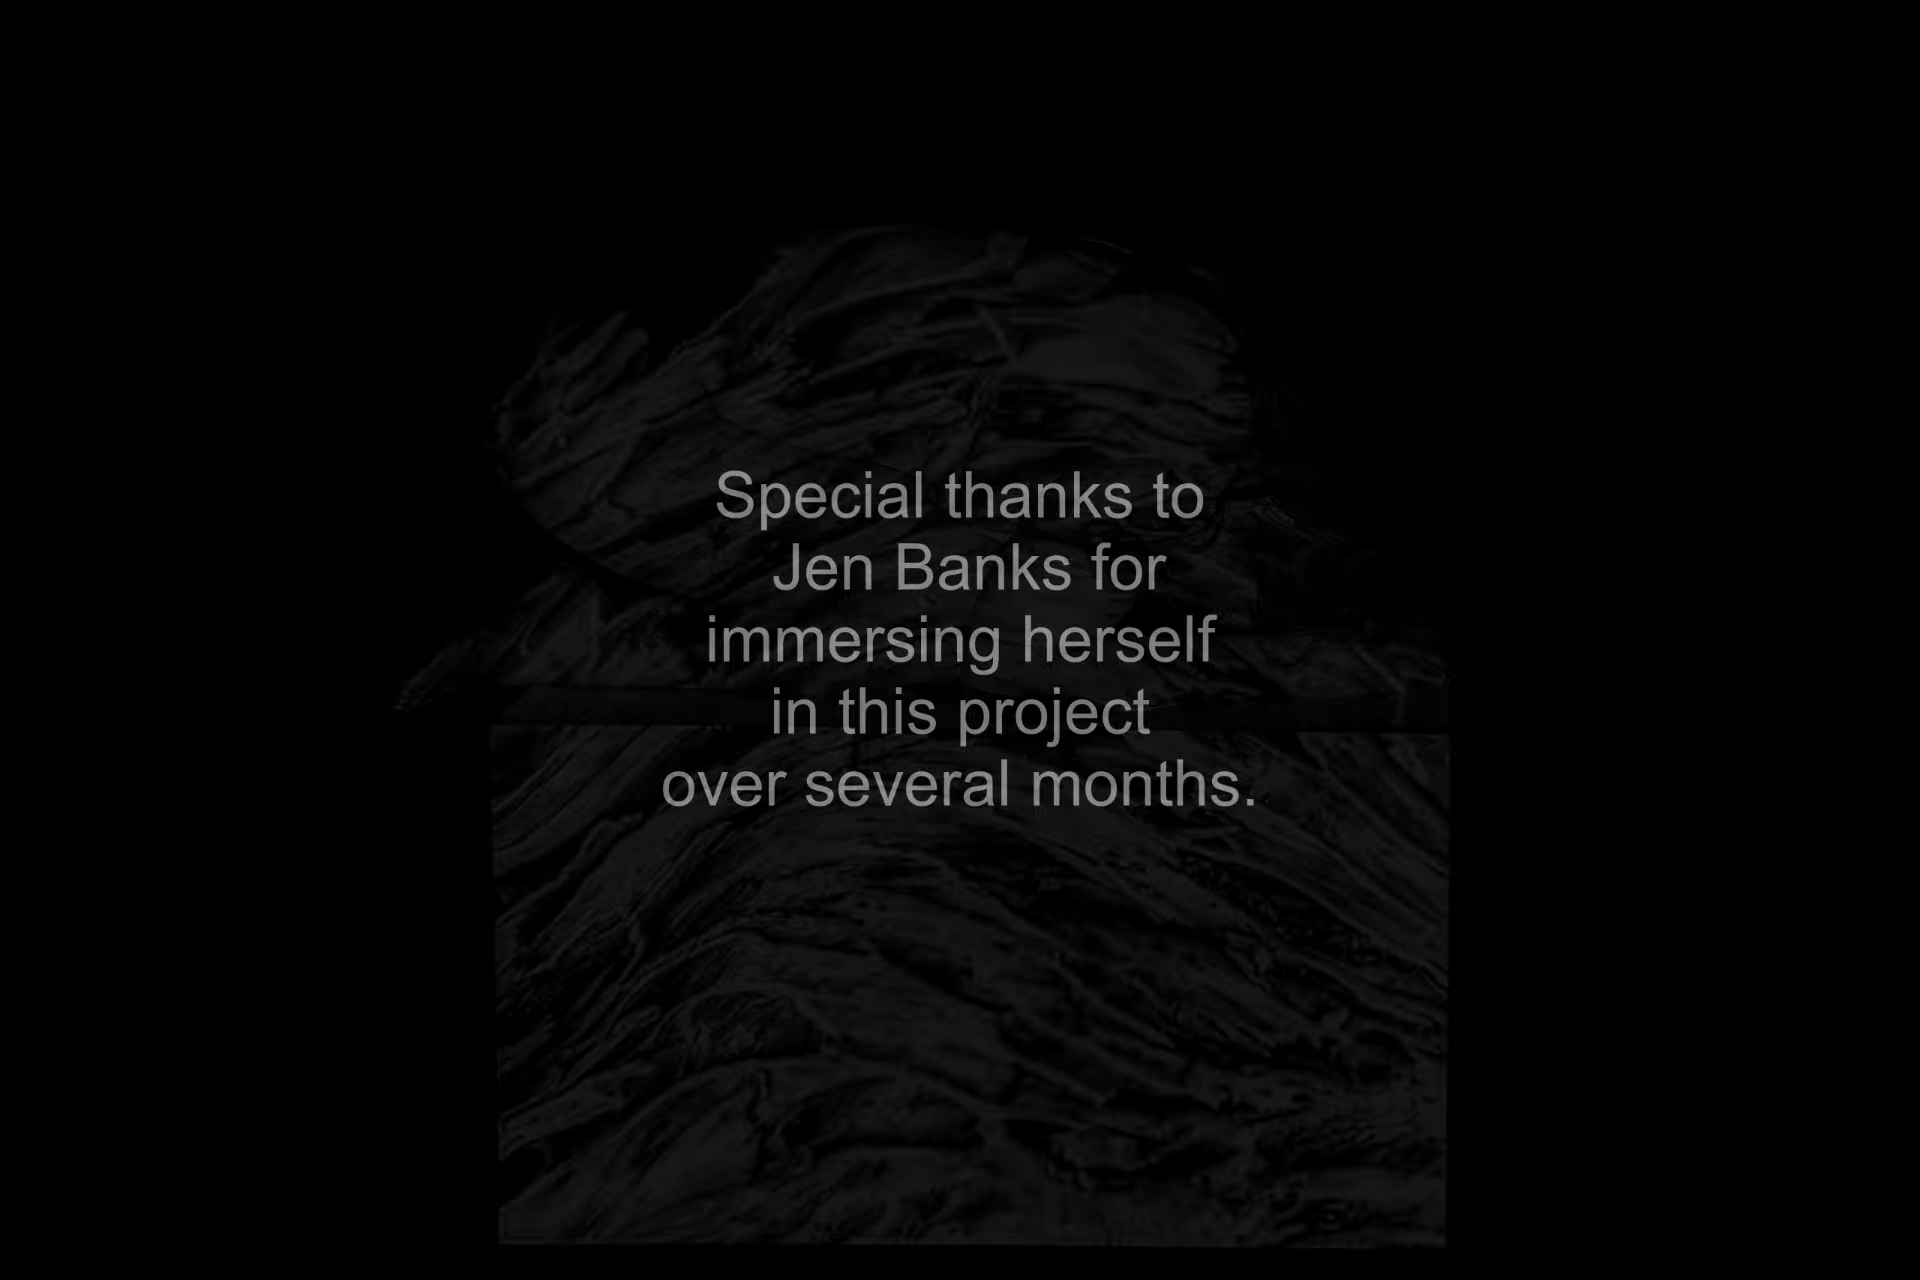 Special thanks to
Jen Banks for
immersing herself
in this project
over several months.